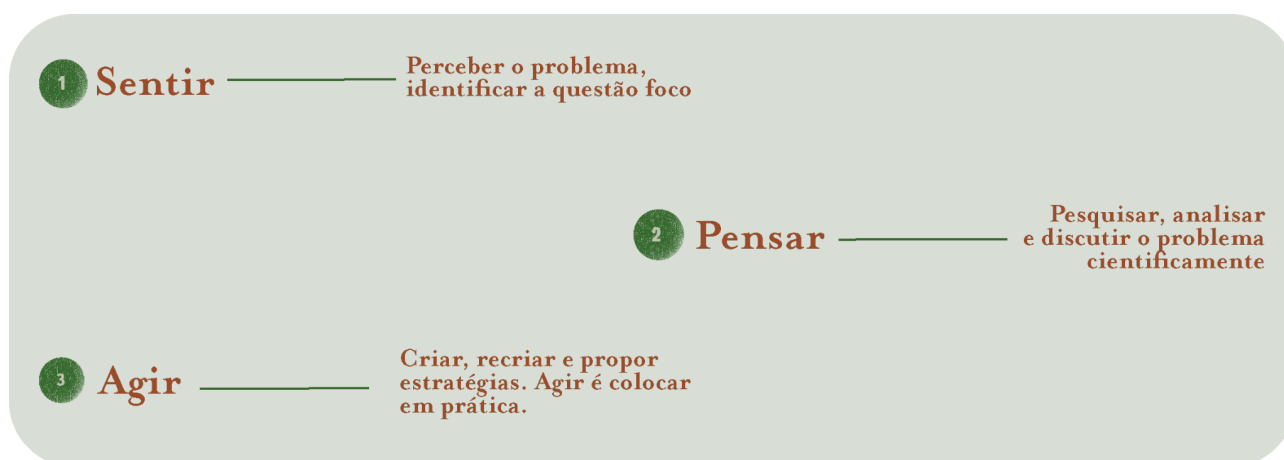 1 Sentir
Perceber o problema,
identificar a questão foco
2 Pensar
Pesquisar, analisar
e discutir o problema
cientificamente
3 Agir
Criar, recriar e propor
estratégias. Agir é colocar
em prática.